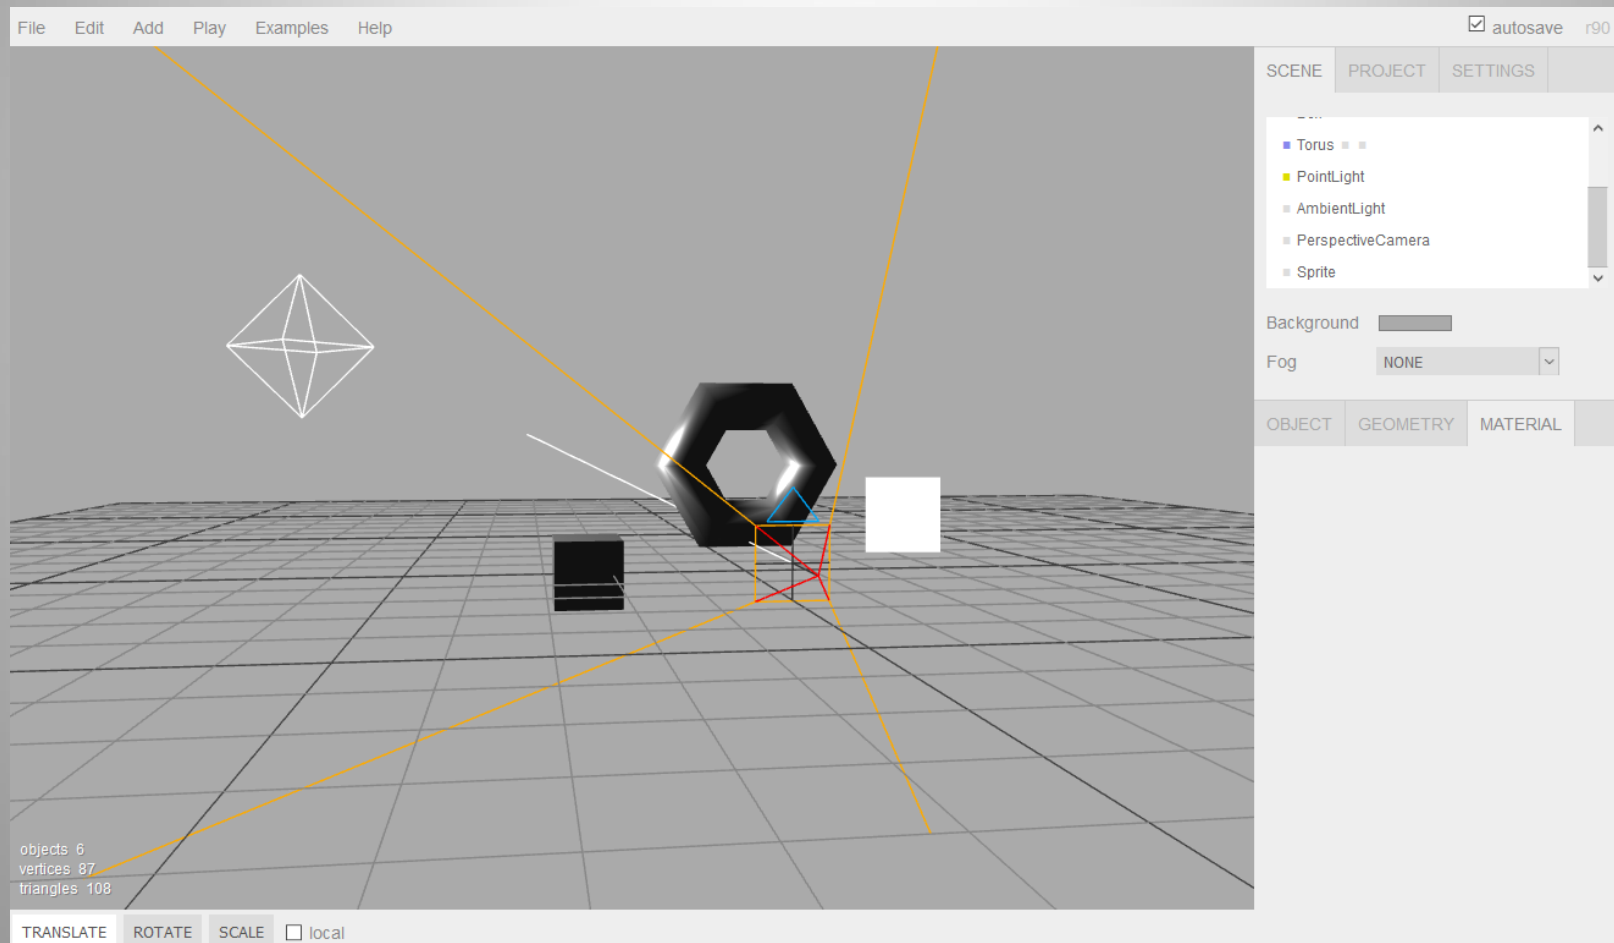 File Edit Add Play Examples Help autosave r90
SCENE PROJECT SETTINGS
Torus
PointLight
AmbientLight
PerspectiveCamera
Sprite
Background
Fog NONE
OBJECT GEOMETRY MATERIAL
objects 6
vertices 87
triangles 108
TRANSLATE ROTATE SCALE local